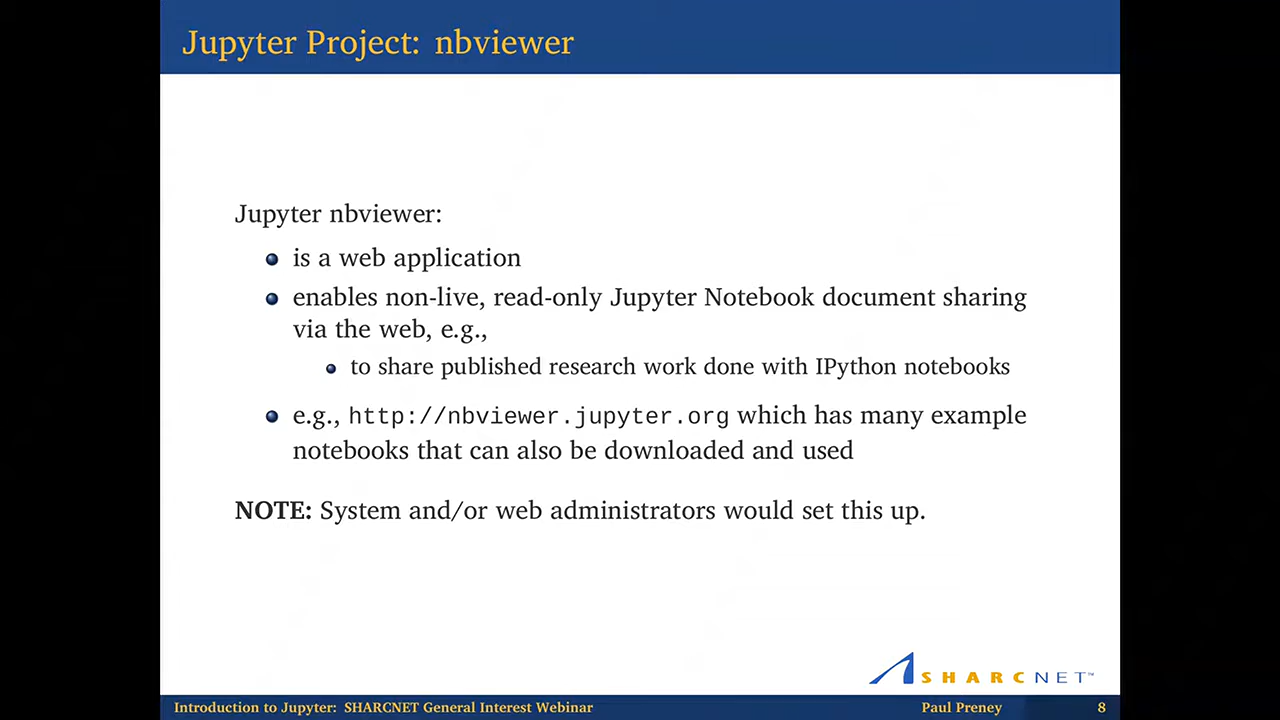 Jupyter Project: nbviewer
Jupyter nbviewer:
is a web application
enables non-live, read-only Jupyter Notebook document sharing
via the web, e.g.,
to share published research work done with IPython notebooks
e.g., http://nbviewer.jupyter.org which has many example
notebooks that can also be downloaded and used
NOTE: System and/or web administrators would set this up.
SHARCNET™
Introduction to Jupyter: SHARCNET General Interest Webinar Paul Preney 8